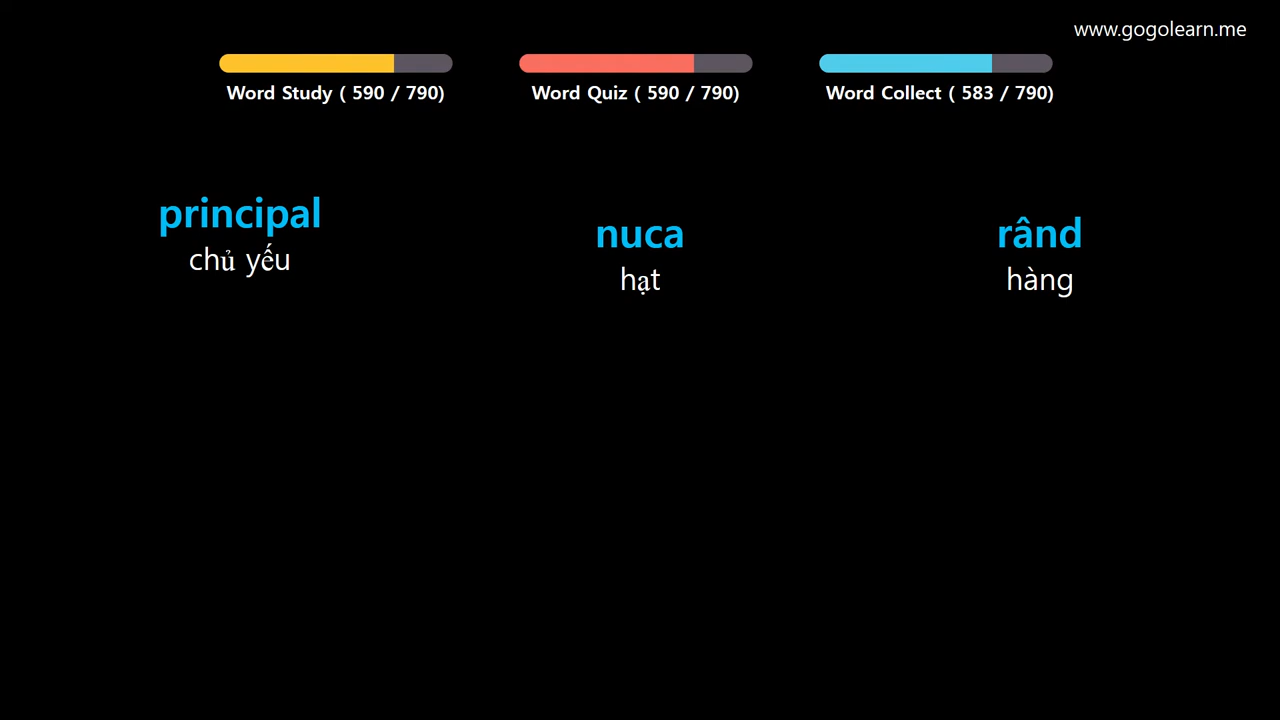 www.gogolearn.me
Word Study ( 590 / 790)
Word Quiz ( 590 / 790)
Word Collect ( 583 / 790)
principal
chủ yếu
nuca
hạt
rând
hàng